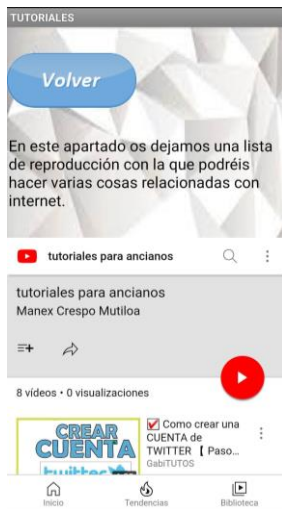 TUTORIALES
Volver
En este apartado os dejamos una lista
de reproducción con la que podréis
hacer varias cosas relacionadas con
internet.
tutoriales para ancianos
tutoriales para ancianos
Manex Crespo Mutiloa
8 vídeos • 0 visualizaciones
CREAR
CUENTA
twitter
Como crear una
CUENTA de
TWITTER 【 Paso...
GabiTUTOS
Inicio
Tendencias
Biblioteca